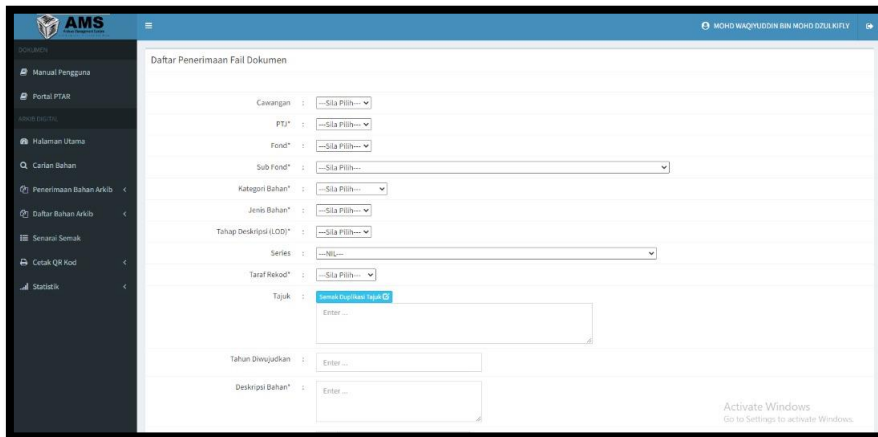 AMS
MOHD WAQIYUDDIN BIN MOHD DZULKIFLY
DOKUMEN
Manual Pengguna
Portal PTAR
ARKIB DIGITAL
Halaman Utama
Carian Bahan
Penerimaan Bahan Arkib
Daftar Bahan Arkib
Senarai Semak
Cetak QR Kod
Statistik
Daftar Penerimaan Fail Dokumen
Cawangan : ---Sila Pilih---
PTJ* : ---Sila Pilih---
Fond* : ---Sila Pilih---
Sub Fond* : ---Sila Pilih---
Kategori Bahan* : ---Sila Pilih---
Jenis Bahan* : ---Sila Pilih---
Tahap Deskripsi (LOD)* : ---Sila Pilih---
Series : ---NIL---
Taraf Rekod* : ---Sila Pilih---
Tajuk : Semak Duplikasi Tajuk
Enter ...
Tahun Diwujudkan : Enter ...
Deskripsi Bahan* : Enter ...
Activate Windows
Go to Settings to activate Windows.